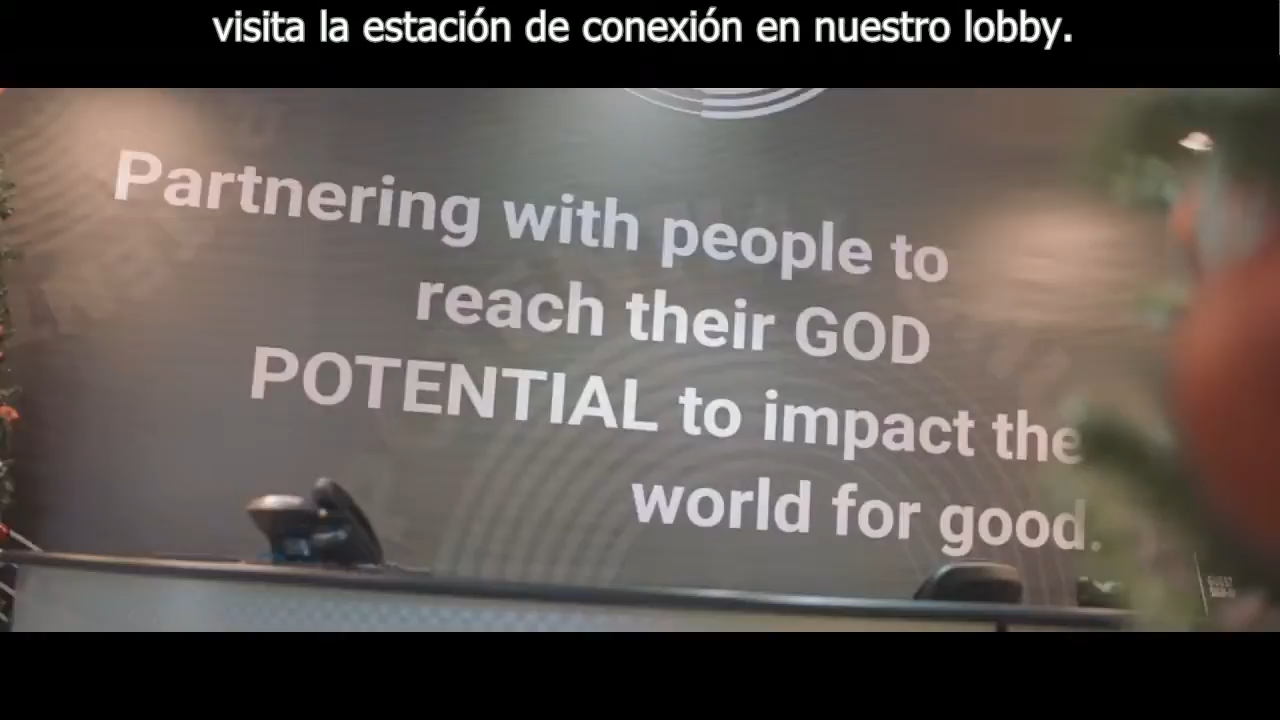 visita la estación de conexión en nuestro lobby.
Partnering with people to
reach their GOD
POTENTIAL to impact the
world for good.